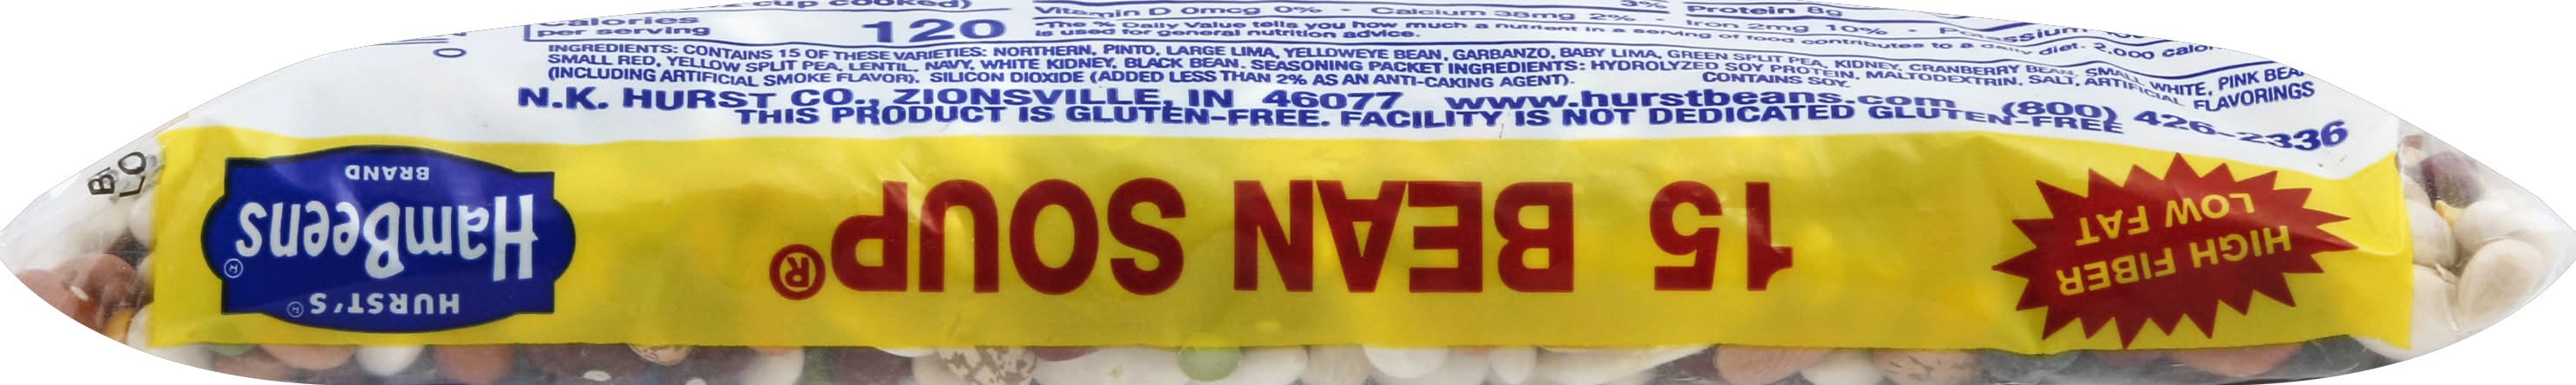 cup cooked)
Calories
per serving 120
Vitamin D 0mcg 0% • Calcium 38mg 2% • Iron 2mg 10% •
3% Protein 8g
The % Daily Value tells you how much a nutrient in a serving of food contributes to a daily diet. 2,000
is used for general nutrition advice.
INGREDIENTS: CONTAINS 15 OF THESE VARIETIES: NORTHERN, PINTO, LARGE LIMA, YELLOWEYE BEAN, GARBANZO, BABY LIMA, GREEN SPLIT PEA, KIDNEY, CRANBERRY BEAN, SMALL WHITE, PINK
SMALL RED, YELLOW SPLIT PEA, LENTIL, NAVY, WHITE KIDNEY, BLACK BEAN. SEASONING PACKET INGREDIENTS: HYDROLYZED SOY PROTEIN, MALTODEXTRIN, SALT, ARTIFICIAL FLAVORINGS
(INCLUDING ARTIFICIAL SMOKE FLAVOR), SILICON DIOXIDE (ADDED LESS THAN 2% AS AN ANTI-CAKING AGENT). CONTAINS SOY.
N.K. HURST CO., ZIONSVILLE, IN 46077 www.hurstbeans.com (800) 426-2336
THIS PRODUCT IS GLUTEN-FREE. FACILITY IS NOT DEDICATED GLUTEN-FREE
HURST'S®
HamBeens®
BRAND
15 BEAN SOUP®
HIGH FIBER
LOW FAT